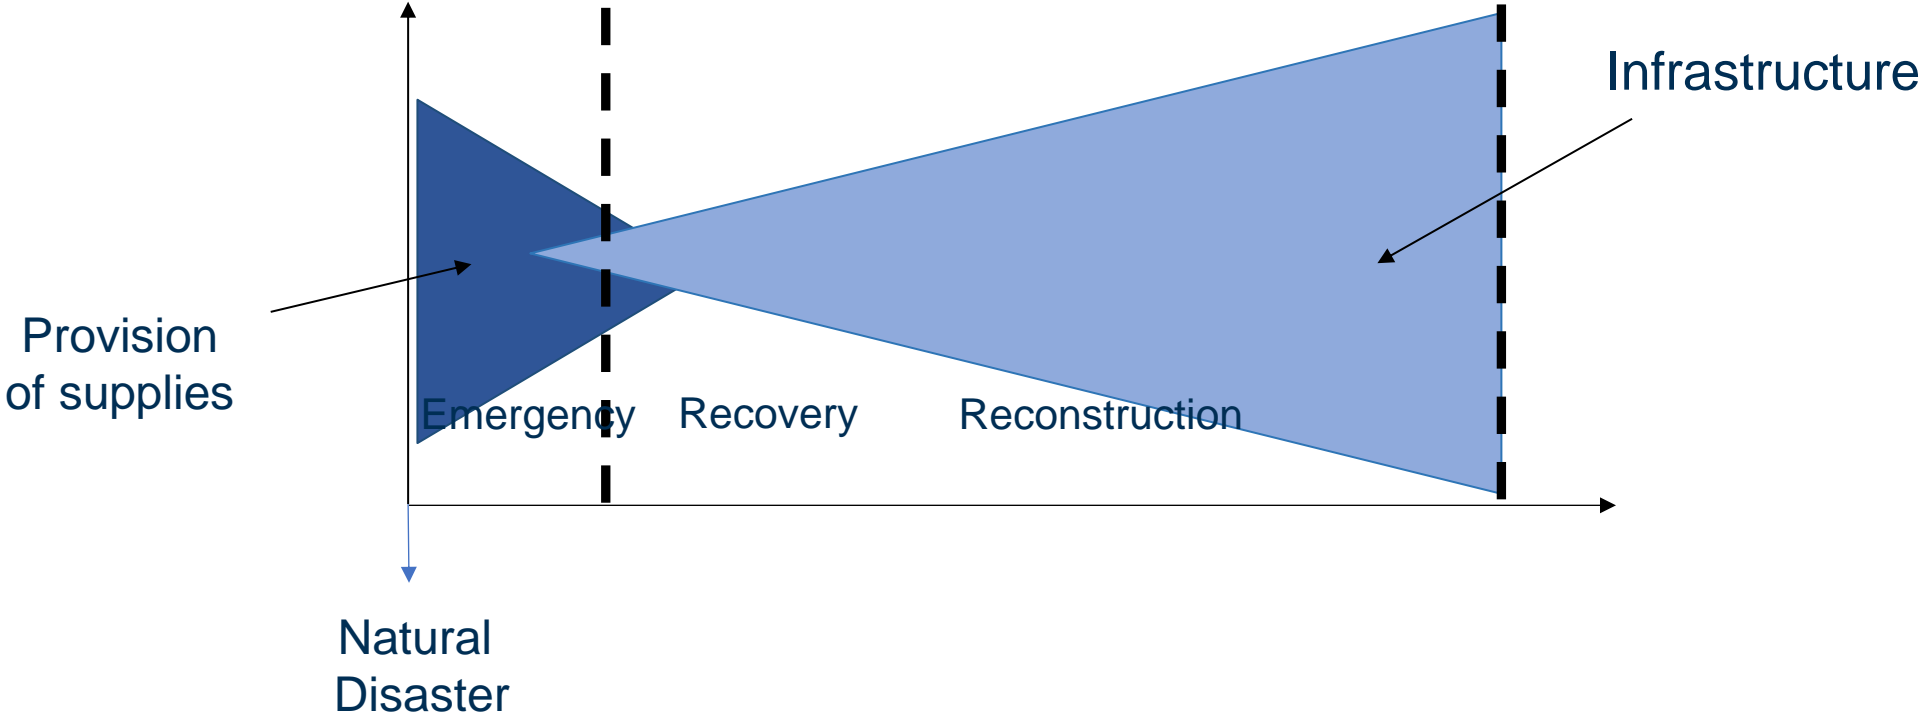 Infrastructure
Provision
of supplies
Emergency
Recovery
Reconstruction
Natural
Disaster